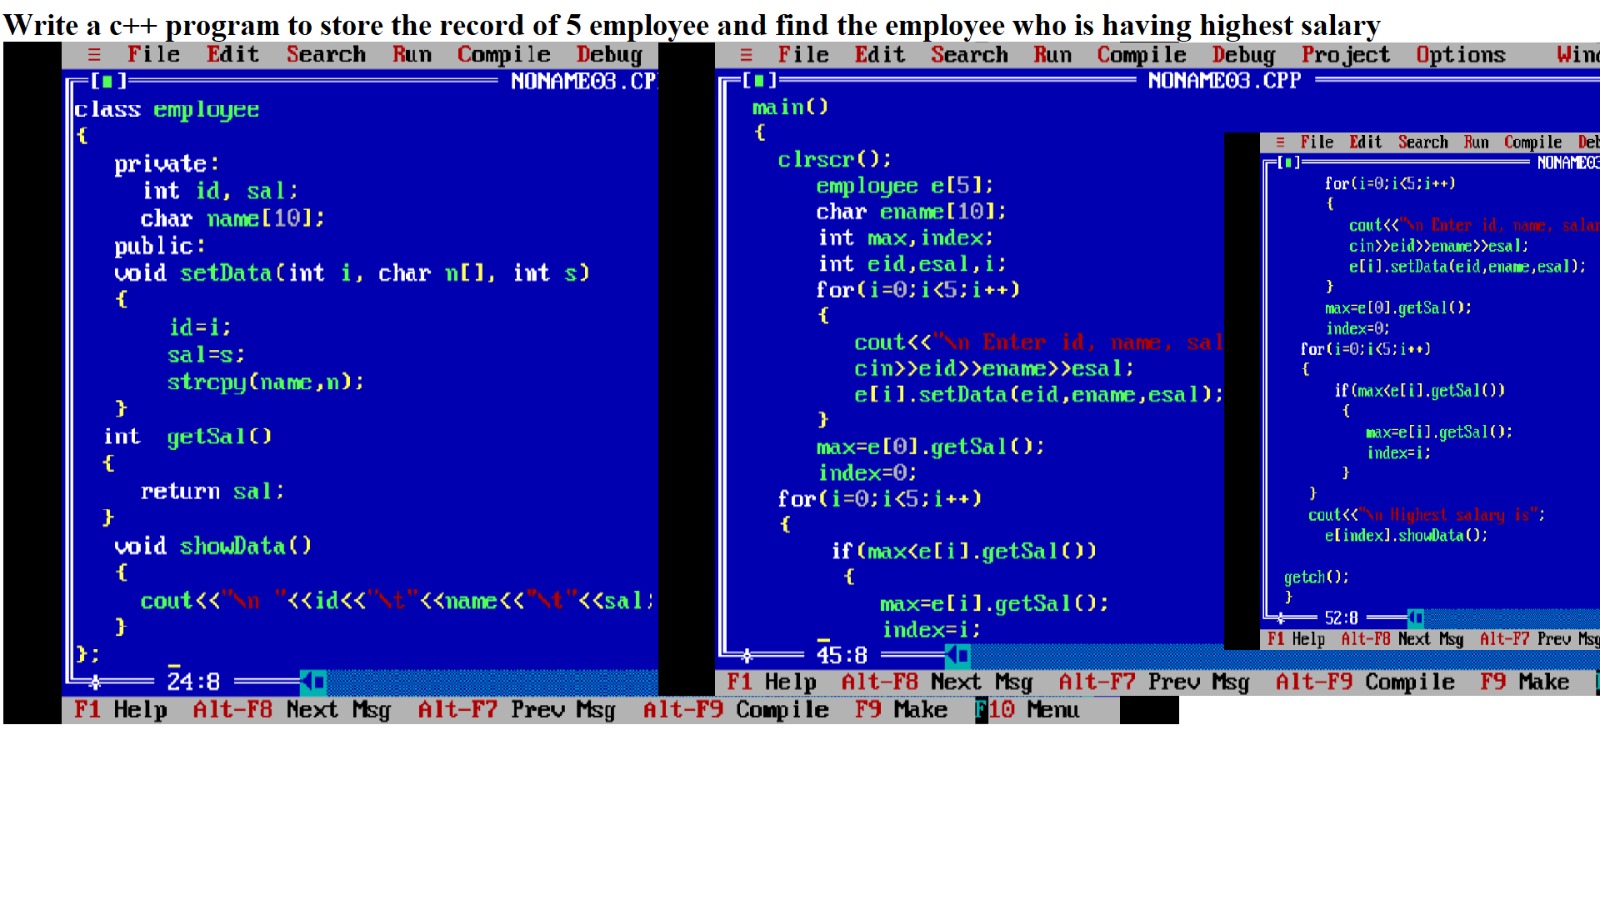 Write a c++ program to store the record of 5 employee and find the employee who is having highest salary
≡ File Edit Search Run Compile Debug
[■] NONAME03.CP
class employee
{
private:
int id, sal;
char name[10];
public:
void setData(int i, char n[], int s)
{
id=i;
sal=s;
strcpy(name,n);
}
int getSal()
{
return sal;
}
void showData()
{
cout<<"\n "<<id<<"\t"<<name<<"\t"<<sal;
}
};
24:8
F1 Help Alt-F8 Next Msg Alt-F7 Prev Msg Alt-F9 Compile F9 Make F10 Menu
≡ File Edit Search Run Compile Debug Project Options Wind
[■] NONAME03.CPP
main()
{
clrscr();
employee e[5];
char ename[10];
int max,index;
int eid,esal,i;
for(i=0;i<5;i++)
{
cout<<"\n Enter id, name, sal
cin>>eid>>ename>>esal;
e[i].setData(eid,ename,esal);
}
max=e[0].getSal();
index=0;
for(i=0;i<5;i++)
{
if(max<e[i].getSal())
{
max=e[i].getSal();
index=i;
45:8
F1 Help Alt-F8 Next Msg Alt-F7 Prev Msg Alt-F9 Compile F9 Make
≡ File Edit Search Run Compile Deb
[■] NONAME03
for(i=0;i<5;i++)
{
cout<<"\n Enter id, name, salar
cin>>eid>>ename>>esal;
e[i].setData(eid,ename,esal);
}
max=e[0].getSal();
index=0;
for(i=0;i<5;i++)
{
if(max<e[i].getSal())
{
max=e[i].getSal();
index=i;
}
}
cout<<"\n Highest salary is";
e[index].showData();
getch();
}
52:8
F1 Help Alt-F8 Next Msg Alt-F7 Prev Msg